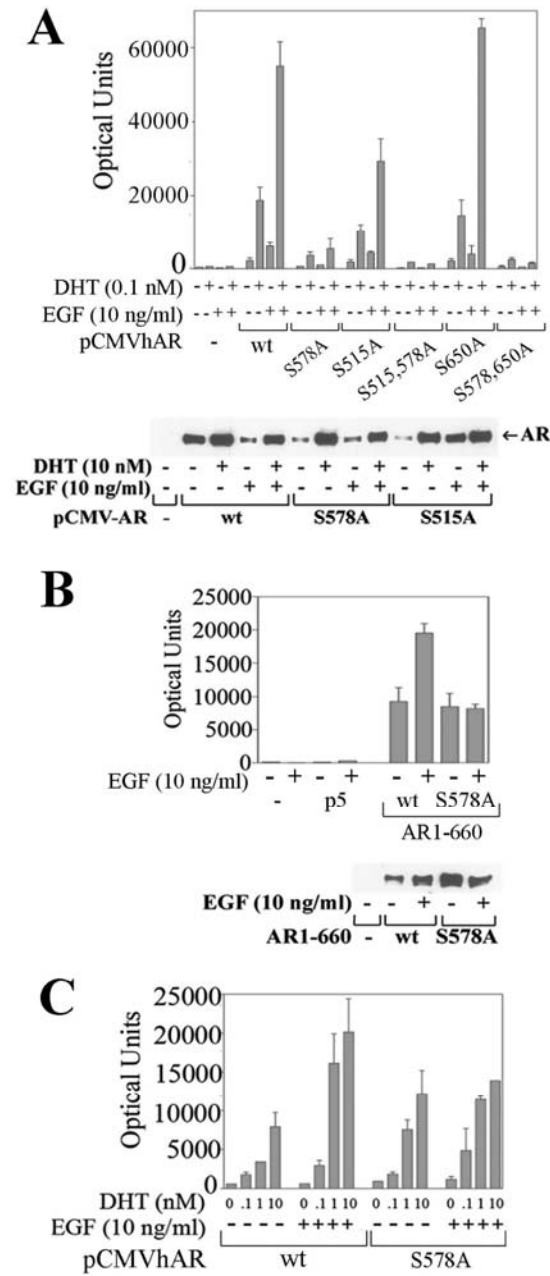 A
60000
40000
20000
0
Optical Units
DHT (0.1 nM) - + - + - + - + - + - + - + - + - + - + - + - + - + - +
EGF (10 ng/ml) - - + + - - + + - - + + - - + + - - + + - - + + - - + +
pCMVhAR - wt S578A S515A S515,578A S650A S578,650A
←AR
DHT (10 nM) - - + - + - + - + - + - +
EGF (10 ng/ml) - - - + + - - + + - - + +
pCMV-AR - wt S578A S515A
B
25000
20000
15000
10000
5000
0
Optical Units
EGF (10 ng/ml) - + - + - + - +
- p5 wt S578A
AR1-660
EGF (10 ng/ml) - - + - +
AR1-660 - wt S578A
C
25000
20000
15000
10000
5000
0
Optical Units
DHT (nM) 0 .1 1 10 0 .1 1 10 0 .1 1 10 0 .1 1 10
EGF (10 ng/ml) - - - - + + + + - - - - + + + +
pCMVhAR wt S578A